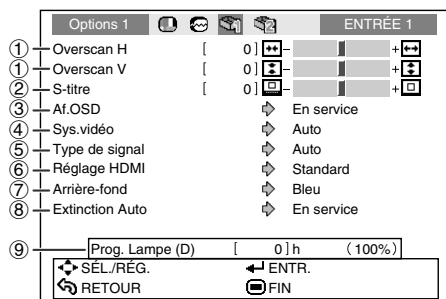 Options 1 ENTRÉE 1
① Overscan H [ 0] - +
① Overscan V [ 0] - +
② S-titre [ 0] - +
③ Af.OSD En service
④ Sys.vidéo Auto
⑤ Type de signal Auto
⑥ Réglage HDMI Standard
⑦ Arrière-fond Bleu
⑧ Extinction Auto En service
⑨ Prog. Lampe (D) [ 0] h (100%)
SÉL./RÉG. ENTR.
RETOUR FIN